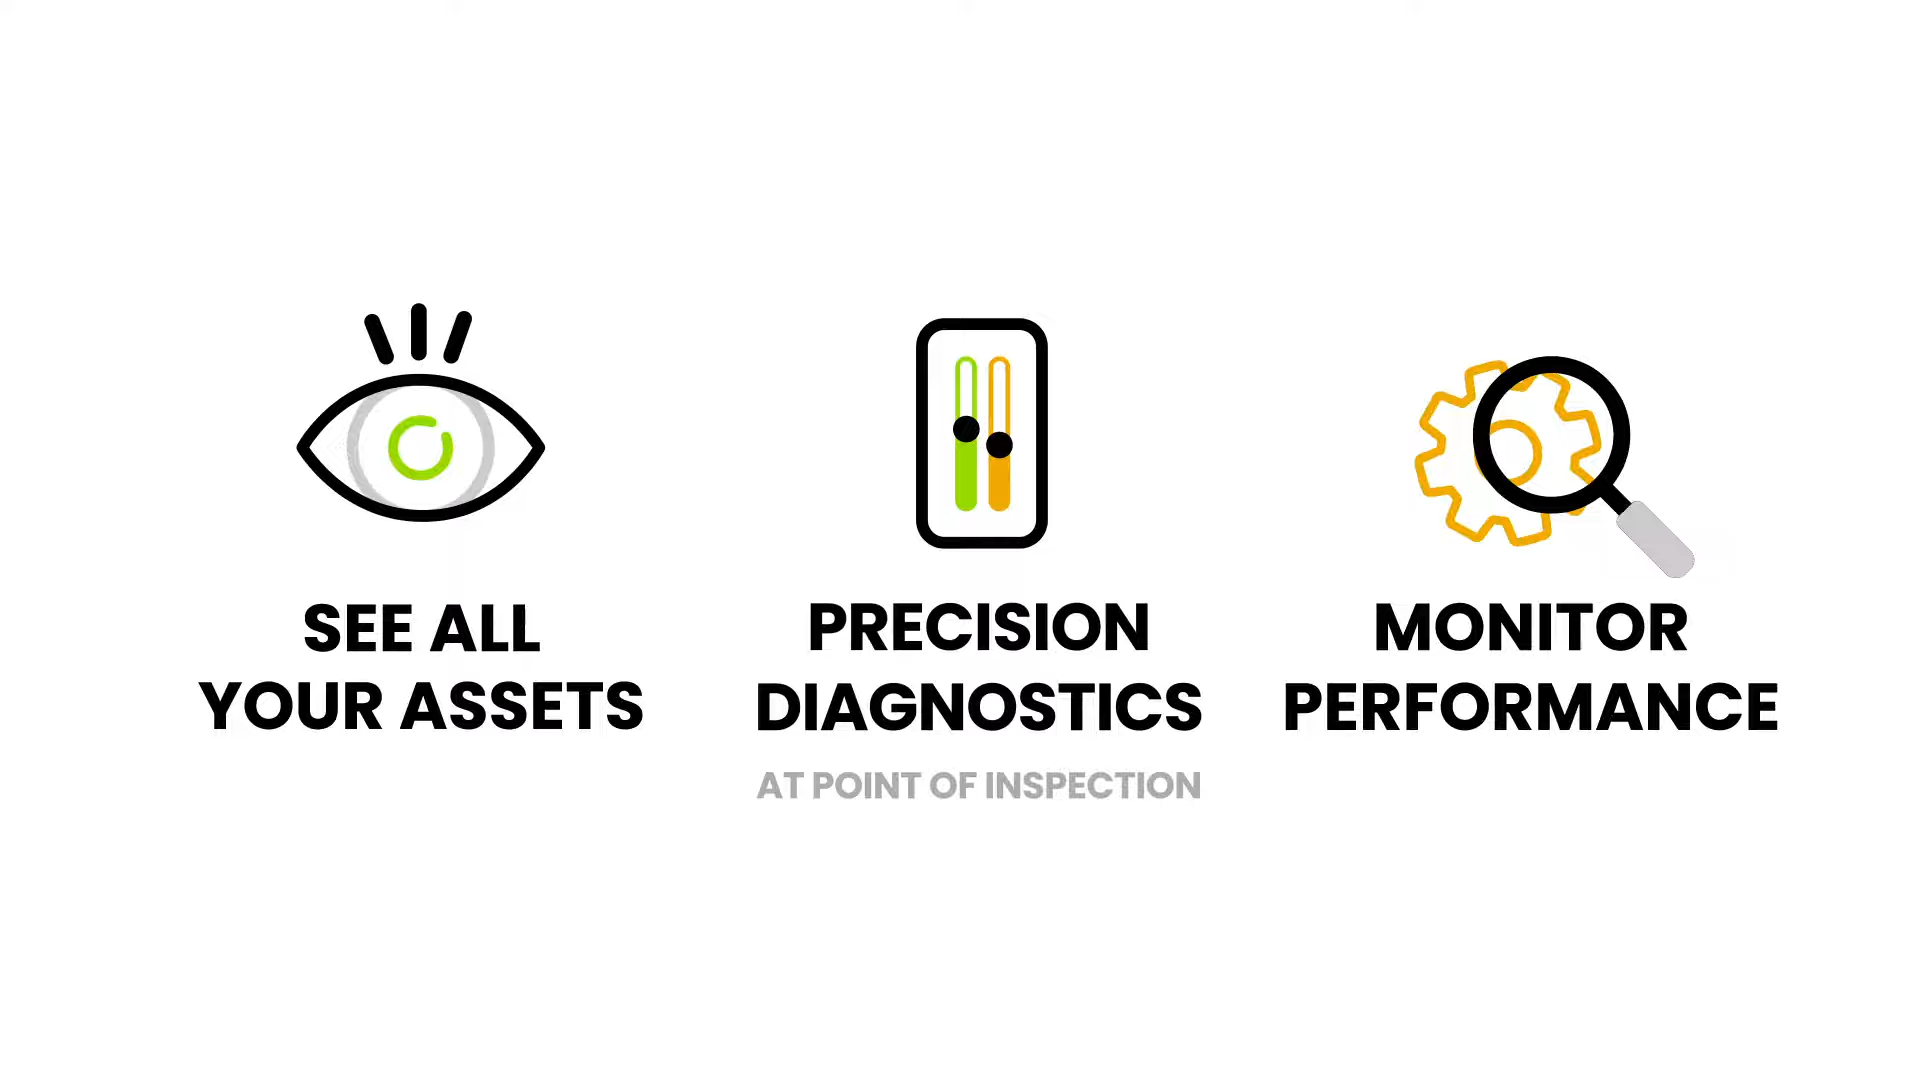 SEE ALL
YOUR ASSETS
PRECISION
DIAGNOSTICS
AT POINT OF INSPECTION
MONITOR
PERFORMANCE